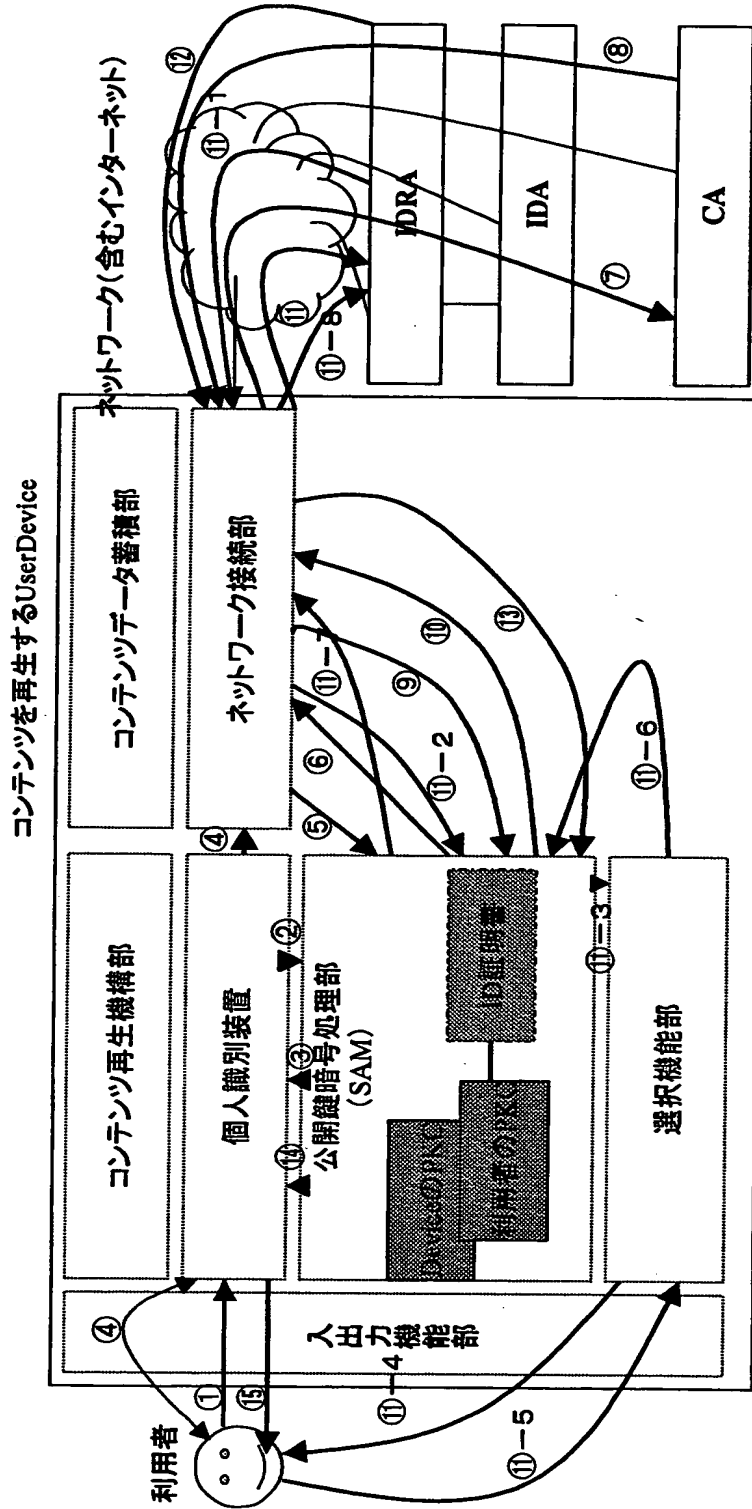 コンテンツを再生するUserDevice
ネットワーク(含むインターネット)
利用者
入出力機能部
コンテンツ再生機構部
コンテンツデータ蓄積部
個人識別装置
ネットワーク接続部
公開鍵暗号処理部
(SAM)
DeviceのPKC
利用者のPKC
ID証明書
選択機能部
IDRA
IDA
CA
①
②
③
④
④
⑤
⑥
⑦
⑧
⑨
⑩
⑪
⑪-1
⑪-2
⑪-3
⑪-4
⑪-5
⑪-6
⑪-7
⑪-8
⑫
⑬
⑭
⑮